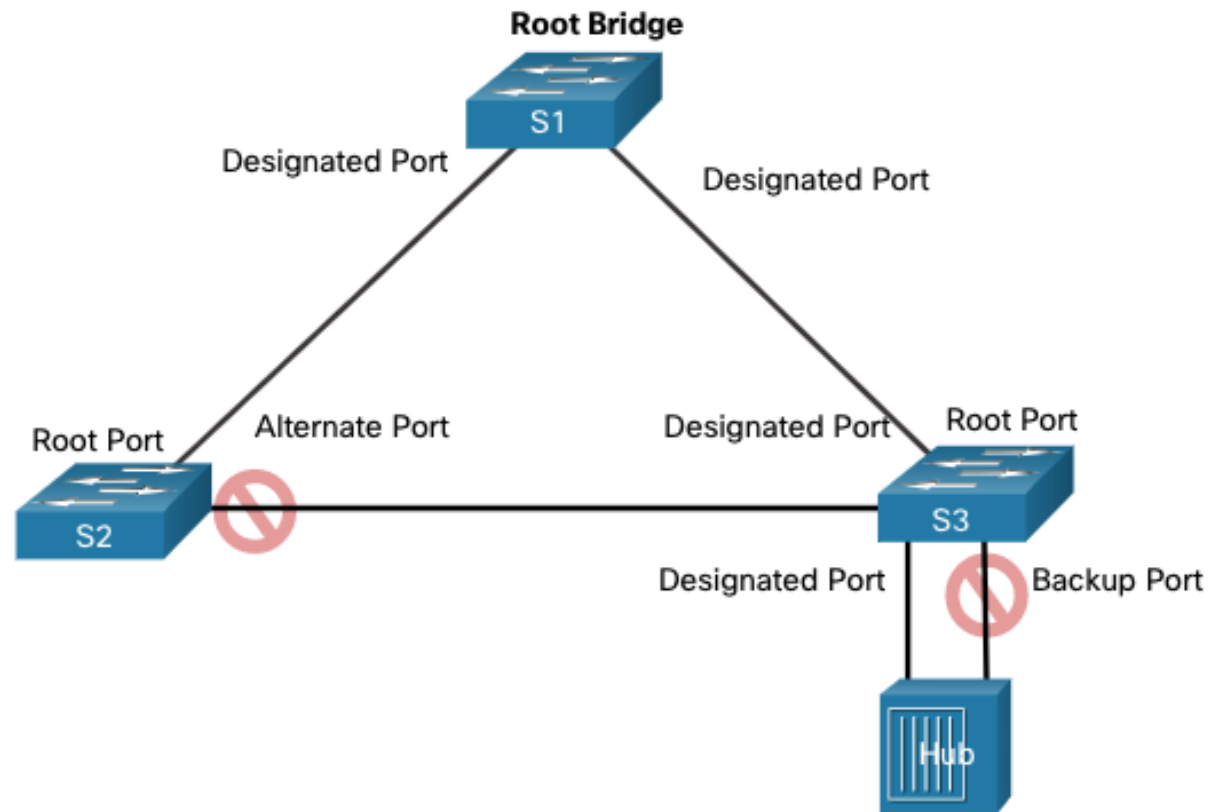 Root Bridge
S1
Designated Port
Designated Port
Root Port
Alternate Port
Designated Port
Root Port
S2
S3
Designated Port
Backup Port
Hub